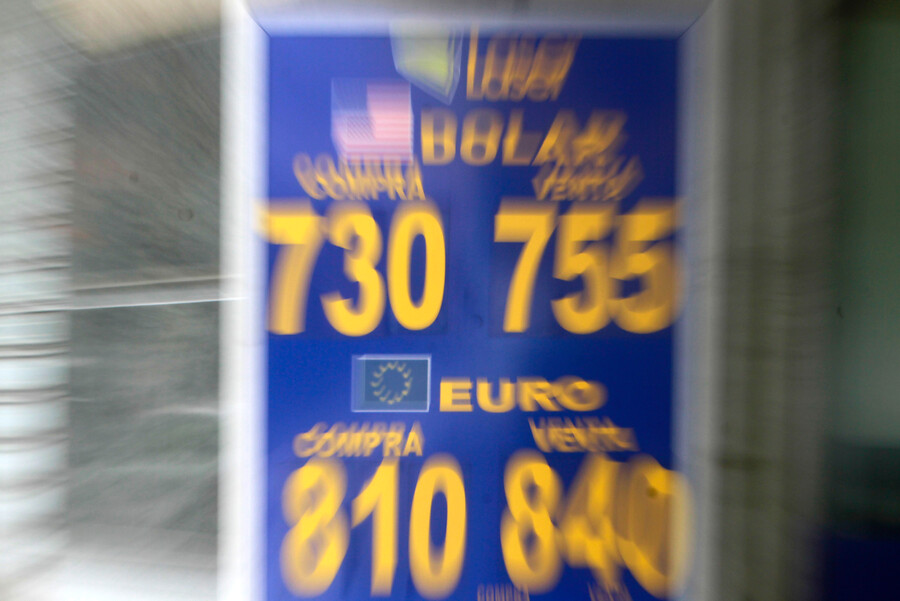 DOLAR
COMPRA VENTA
730 755
EURO
COMPRA VENTA
810 840